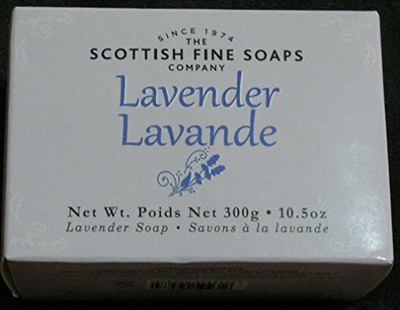 SINCE 1974
THE
SCOTTISH FINE SOAPS
COMPANY
Lavender
Lavande
Net Wt. Poids Net 300g • 10.5oz
Lavender Soap • Savons à la lavande